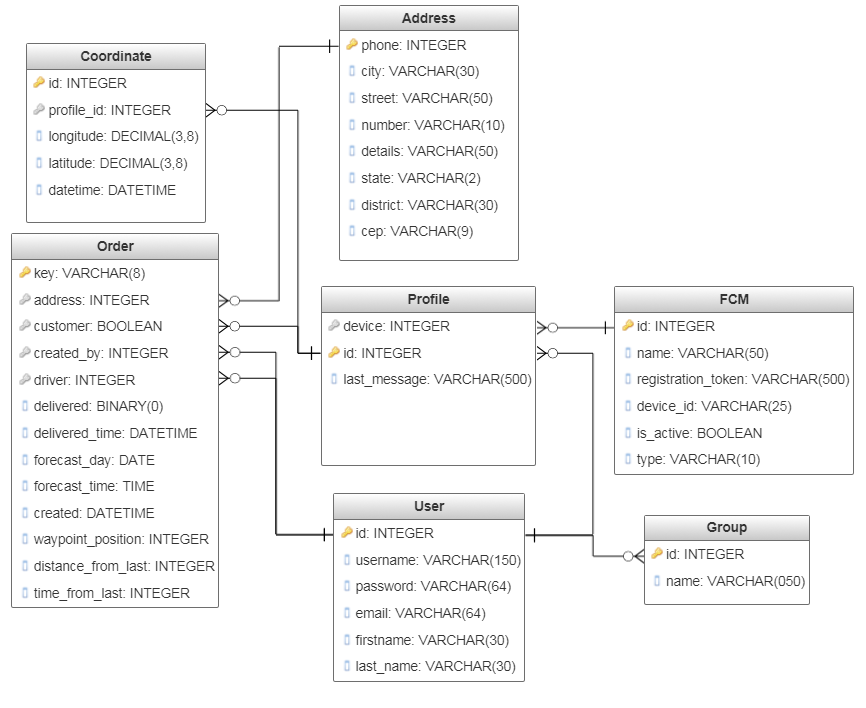 Coordinate
id: INTEGER
profile_id: INTEGER
longitude: DECIMAL(3,8)
latitude: DECIMAL(3,8)
datetime: DATETIME
Address
phone: INTEGER
city: VARCHAR(30)
street: VARCHAR(50)
number: VARCHAR(10)
details: VARCHAR(50)
state: VARCHAR(2)
district: VARCHAR(30)
cep: VARCHAR(9)
Order
key: VARCHAR(8)
address: INTEGER
customer: BOOLEAN
created_by: INTEGER
driver: INTEGER
delivered: BINARY(0)
delivered_time: DATETIME
forecast_day: DATE
forecast_time: TIME
created: DATETIME
waypoint_position: INTEGER
distance_from_last: INTEGER
time_from_last: INTEGER
Profile
device: INTEGER
id: INTEGER
last_message: VARCHAR(500)
FCM
id: INTEGER
name: VARCHAR(50)
registration_token: VARCHAR(500)
device_id: VARCHAR(25)
is_active: BOOLEAN
type: VARCHAR(10)
User
id: INTEGER
username: VARCHAR(150)
password: VARCHAR(64)
email: VARCHAR(64)
firstname: VARCHAR(30)
last_name: VARCHAR(30)
Group
id: INTEGER
name: VARCHAR(050)